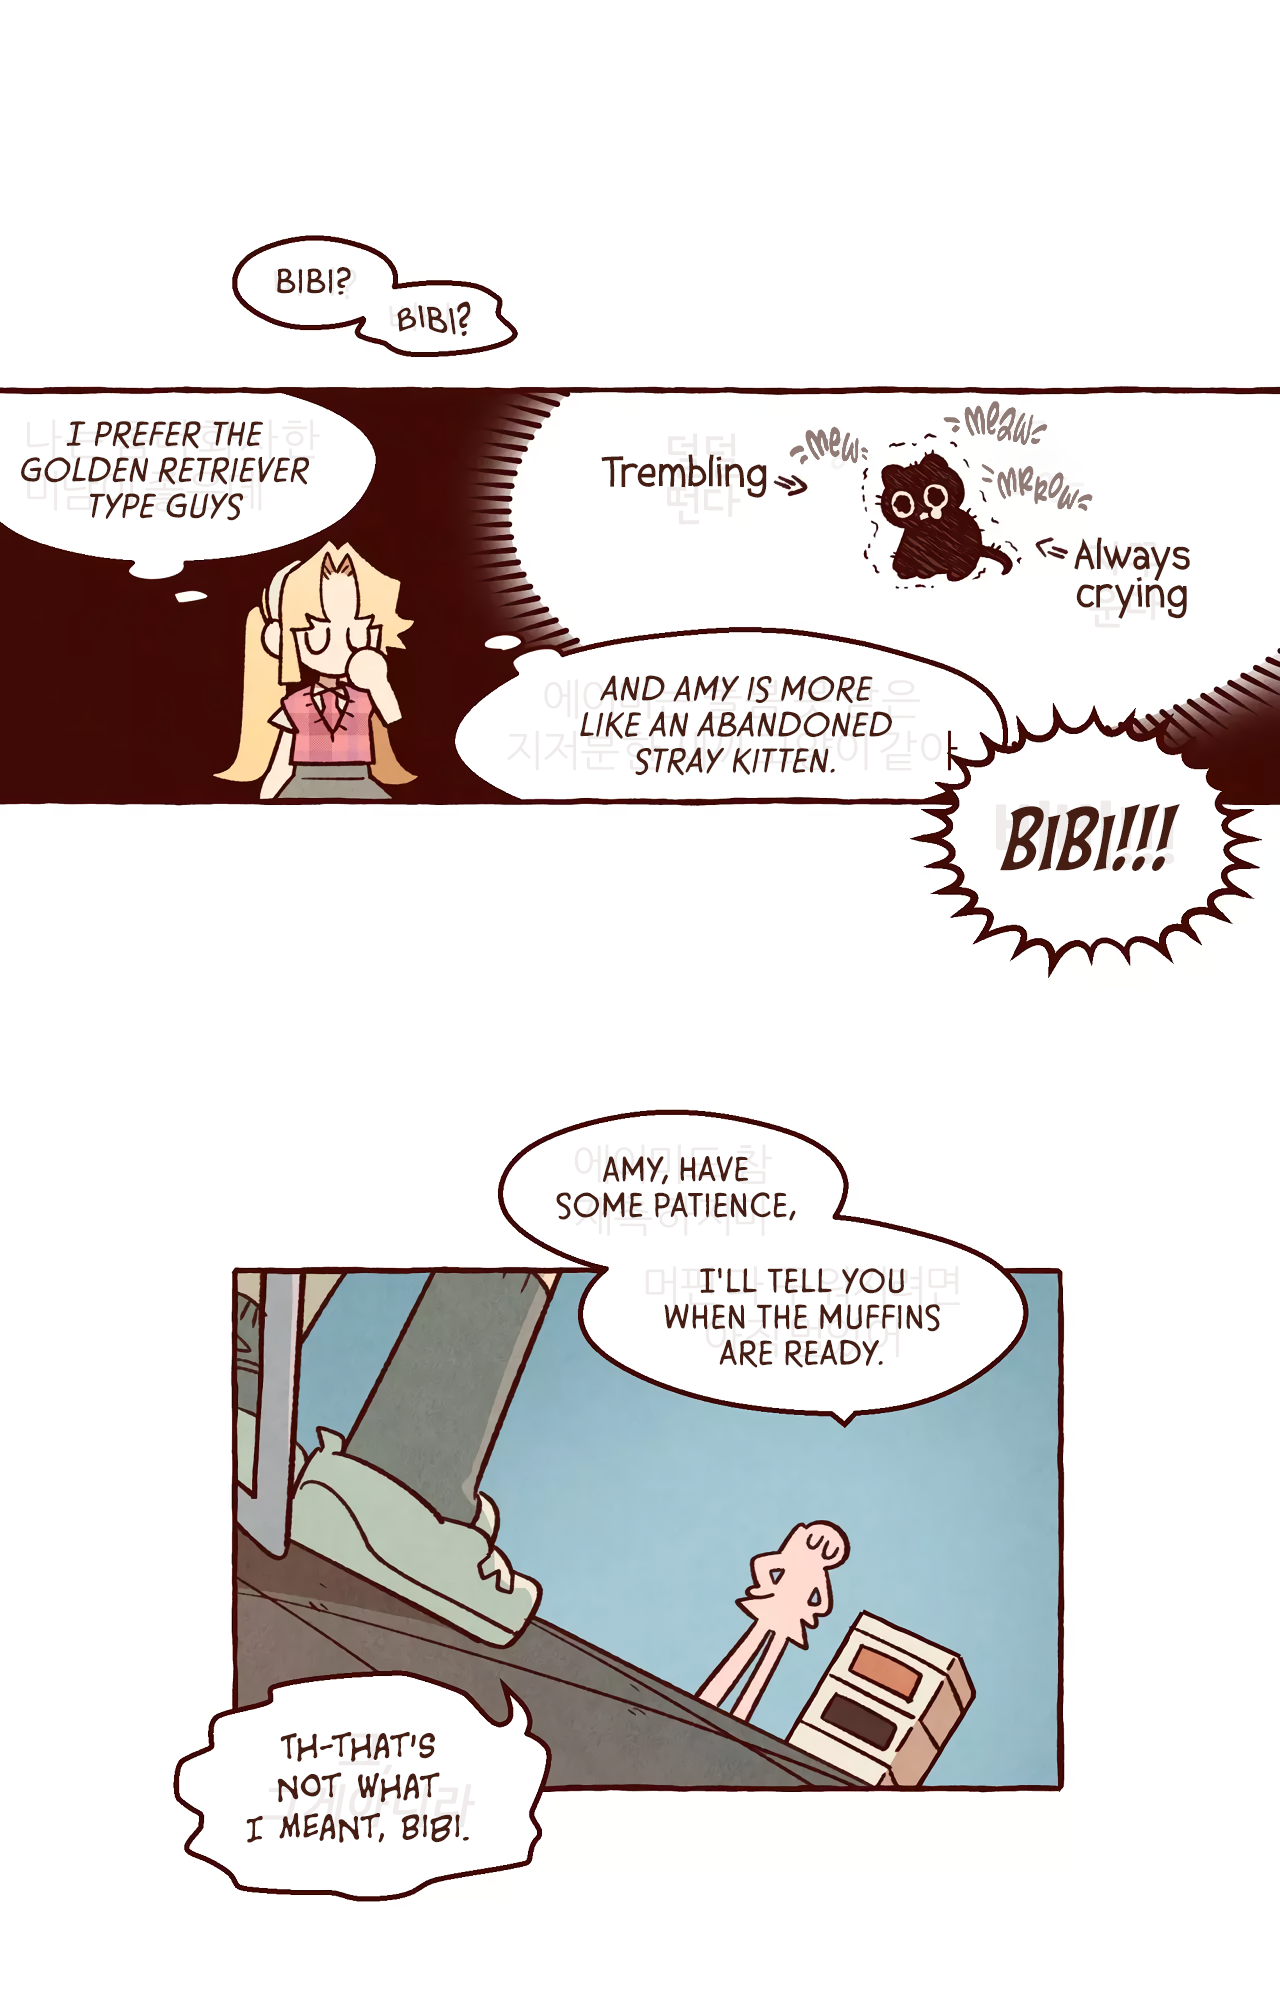 BIBI?
BIBI?
I PREFER THE
GOLDEN RETRIEVER
TYPE GUYS
Trembling
mew
meaw
mrrow
Always
crying
AND AMY IS MORE
LIKE AN ABANDONED
STRAY KITTEN.
BIBI!!!
AMY, HAVE
SOME PATIENCE,
I'LL TELL YOU
WHEN THE MUFFINS
ARE READY.
TH-THAT'S
NOT WHAT
I MEANT, BIBI.